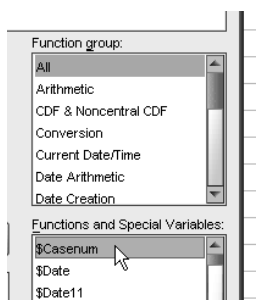 Function group:
All
Arithmetic
CDF & Noncentral CDF
Conversion
Current Date/Time
Date Arithmetic
Date Creation
Functions and Special Variables:
$Casenum
$Date
$Date11